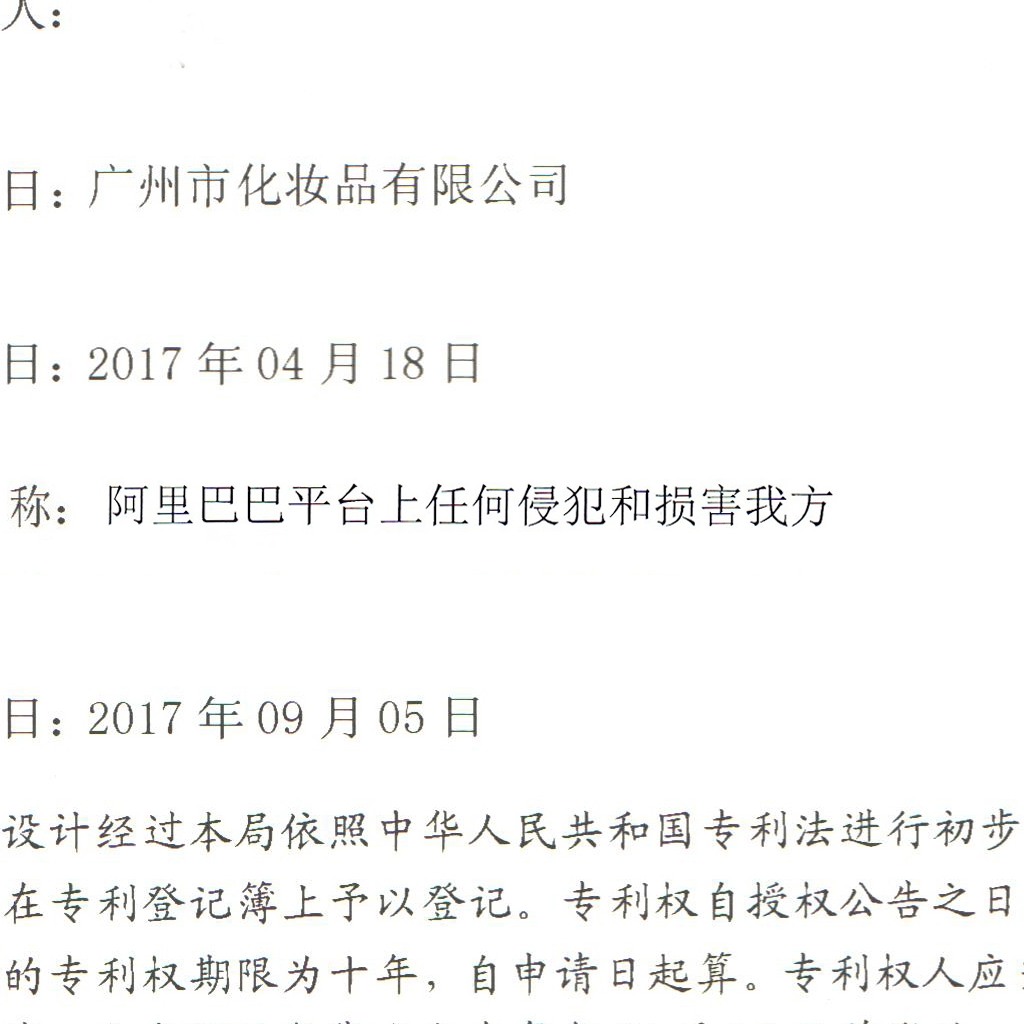 人：
日：广州市化妆品有限公司
日：2017 年 04 月 18 日
称： 阿里巴巴平台上任何侵犯和损害我方
日：2017 年 09 月 05 日
设计经过本局依照中华人民共和国专利法进行初步
在专利登记簿上予以登记。专利权自授权公告之日
的专利权期限为十年，自申请日起算。专利权人应